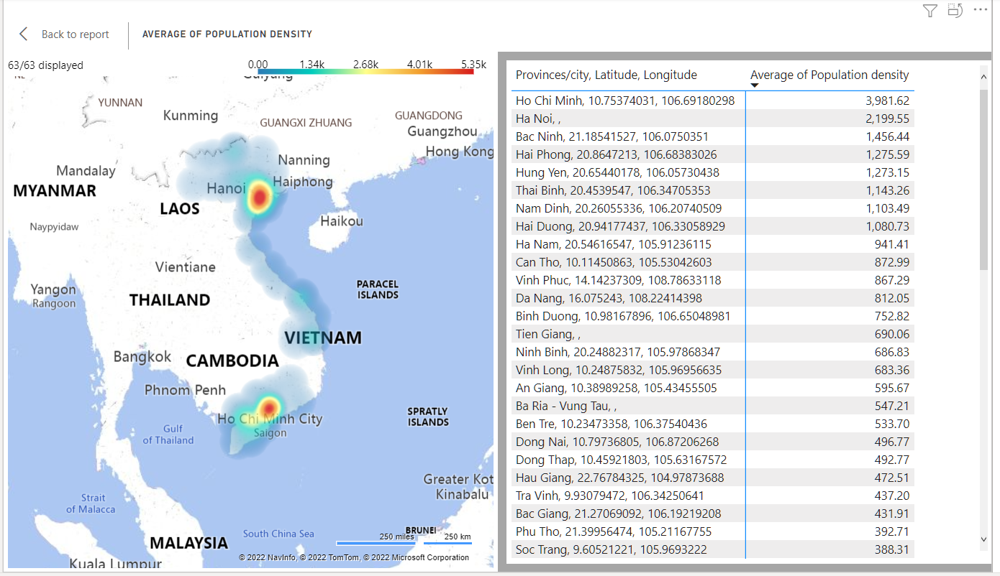 Back to report
AVERAGE OF POPULATION DENSITY
63/63 displayed
0.00 1.34k 2.68k 4.01k 5.35k
YUNNAN
Kunming
GUANGXI ZHUANG
GUANGDONG
Guangzhou
Hong Kong
Nanning
Mandalay
MYANMAR
Hanoi
Haiphong
LAOS
Haikou
Naypyidaw
Vientiane
PARACEL
ISLANDS
Yangon
Rangoon
THAILAND
VIETNAM
Bangkok
CAMBODIA
Phnom Penh
Ho Chi Minh City
Saigon
SPRATLY
ISLANDS
Gulf
of Thailand
Greater Kot
Kinabalu
Strait
of Malacca
BRUNEI
South China Sea
250 miles 250 km
MALAYSIA
© 2022 NavInfo, © 2022 TomTom, © 2022 Microsoft Corporation
Kuala Lumpur
Provinces/city, Latitude, Longitude Average of Population density
Ho Chi Minh, 10.75374031, 106.69180298 3,981.62
Ha Noi, , 2,199.55
Bac Ninh, 21.18541527, 106.0750351 1,456.44
Hai Phong, 20.8647213, 106.68383026 1,275.59
Hung Yen, 20.65440178, 106.05730438 1,273.15
Thai Binh, 20.4539547, 106.34705353 1,143.26
Nam Dinh, 20.26055336, 106.20740509 1,103.49
Hai Duong, 20.94177437, 106.33058929 1,080.73
Ha Nam, 20.54616547, 105.91236115 941.41
Can Tho, 10.11450863, 105.53042603 872.99
Vinh Phuc, 14.14237309, 108.78633118 867.29
Da Nang, 16.075243, 108.22414398 812.05
Binh Duong, 10.98167896, 106.65048981 752.82
Tien Giang, , 690.06
Ninh Binh, 20.24882317, 105.97868347 686.83
Vinh Long, 10.24875832, 105.96956635 683.36
An Giang, 10.38989258, 105.43455505 595.67
Ba Ria - Vung Tau, , 547.21
Ben Tre, 10.23473358, 106.37540436 533.70
Dong Nai, 10.79736805, 106.87206268 496.77
Dong Thap, 10.45921803, 105.63167572 492.77
Hau Giang, 22.76784325, 104.97873688 472.51
Tra Vinh, 9.93079472, 106.34250641 437.20
Bac Giang, 21.27069092, 106.19219208 431.91
Phu Tho, 21.39956474, 105.21167755 392.71
Soc Trang, 9.60521221, 105.9693222 388.31